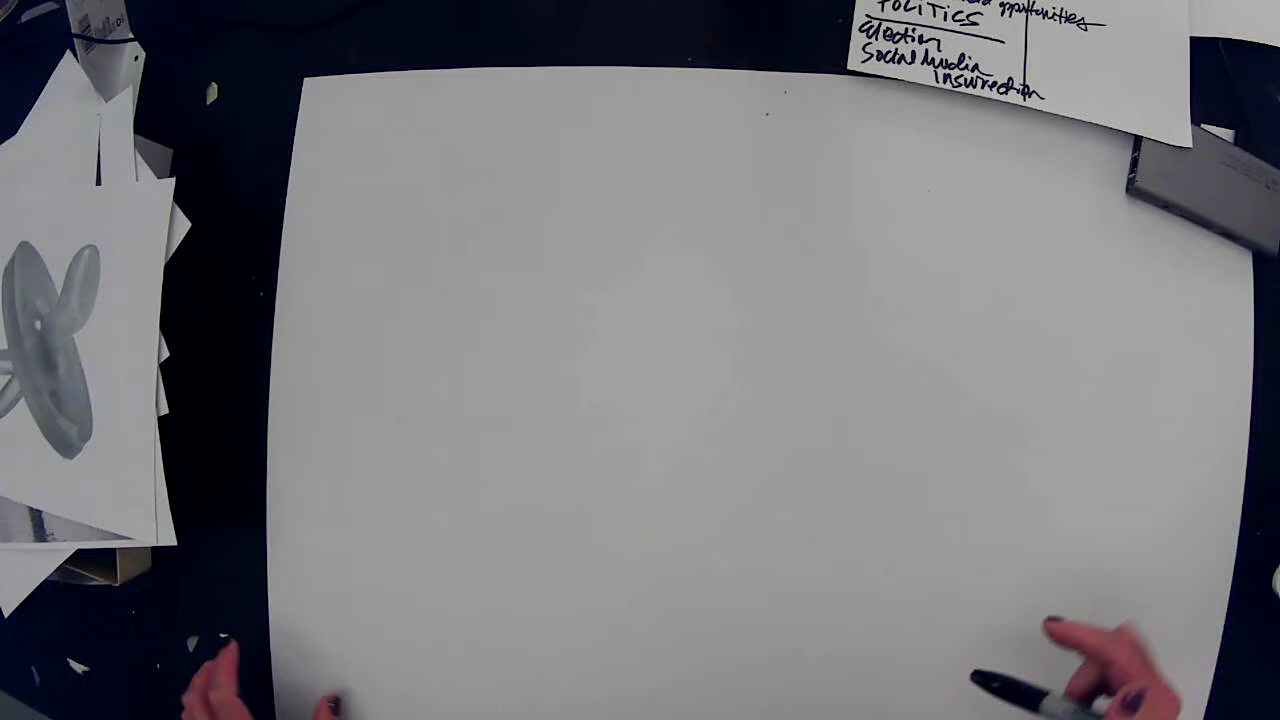 opportunities
POLITICS
Election
Social Media
Insurrection